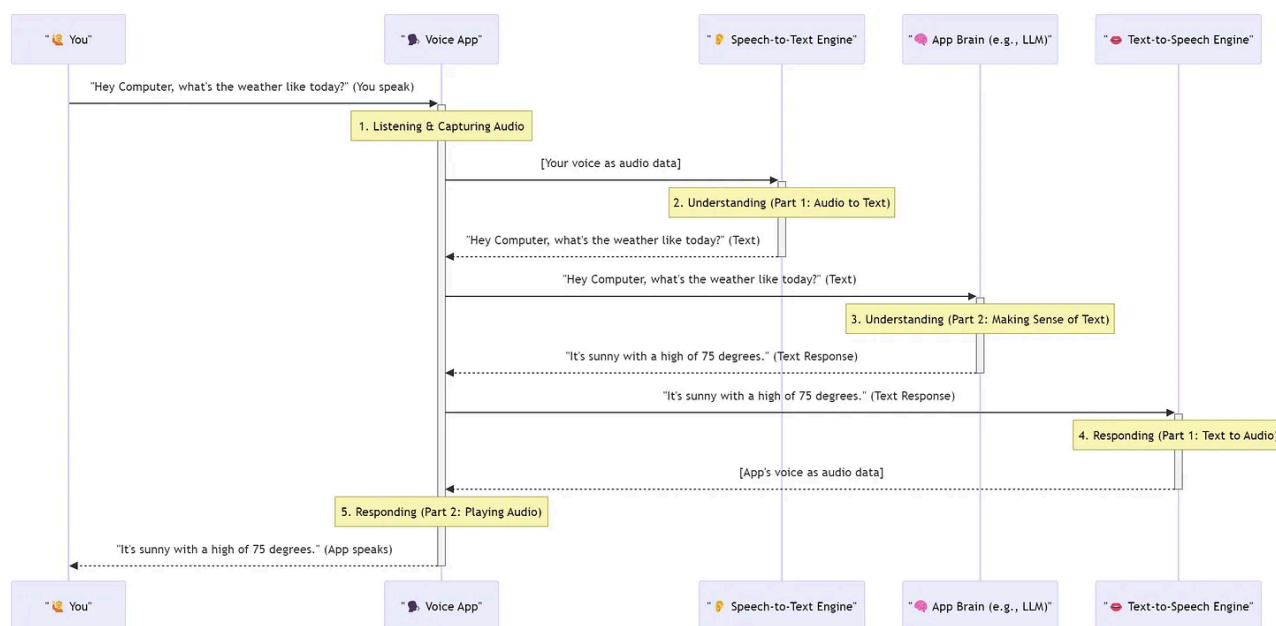 "🙋 You"
"🗣 Voice App"
"👂 Speech-to-Text Engine"
"🧠 App Brain (e.g., LLM)"
"👄 Text-to-Speech Engine"
"Hey Computer, what's the weather like today?" (You speak)
1. Listening & Capturing Audio
[Your voice as audio data]
2. Understanding (Part 1: Audio to Text)
"Hey Computer, what's the weather like today?" (Text)
"Hey Computer, what's the weather like today?" (Text)
3. Understanding (Part 2: Making Sense of Text)
"It's sunny with a high of 75 degrees." (Text Response)
"It's sunny with a high of 75 degrees." (Text Response)
4. Responding (Part 1: Text to Audio)
[App's voice as audio data]
5. Responding (Part 2: Playing Audio)
"It's sunny with a high of 75 degrees." (App speaks)
"🙋 You"
"🗣 Voice App"
"👂 Speech-to-Text Engine"
"🧠 App Brain (e.g., LLM)"
"👄 Text-to-Speech Engine"